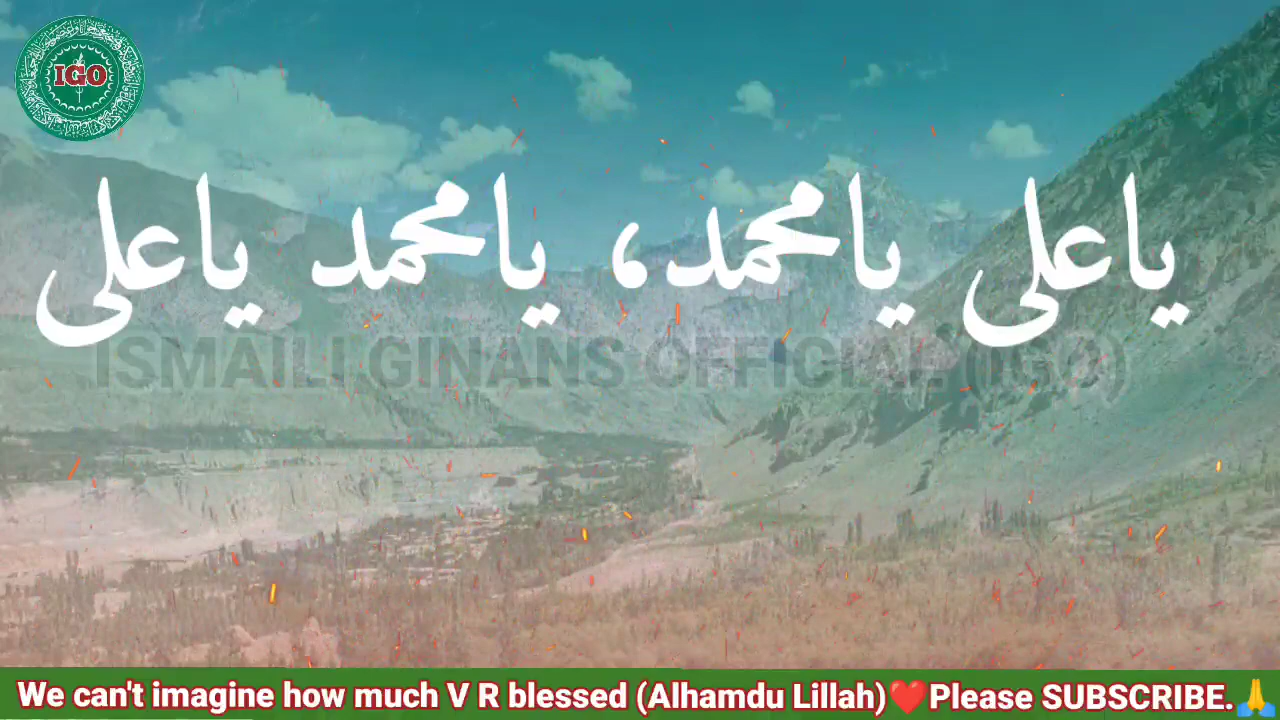 IGO
یاعلی یامحمد، یامحمد یاعلی
ISMAILI GINANS OFFICIAL (IGO)
We can't imagine how much V R blessed (Alhamdu Lillah)❤️Please SUBSCRIBE.🙏